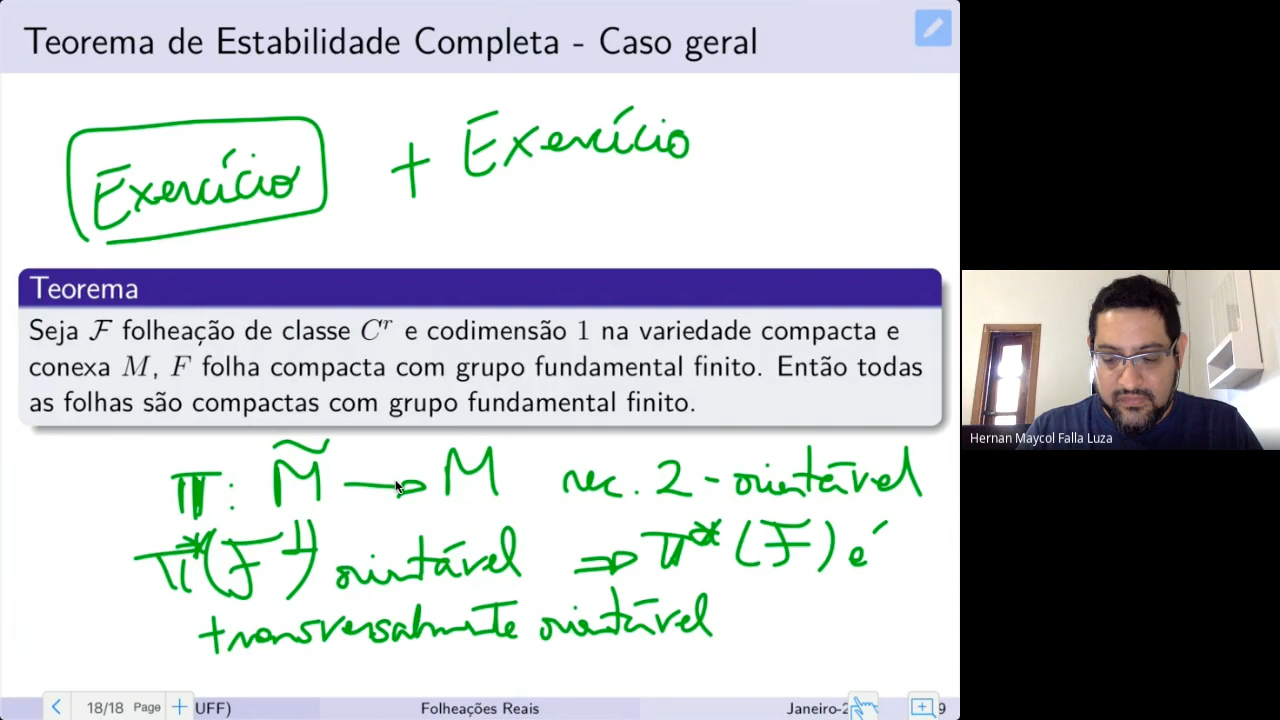 Teorema de Estabilidade Completa - Caso geral
Exercício + Exercício
Teorema
Seja F folheação de classe Cʳ e codimensão 1 na variedade compacta e
conexa M, F folha compacta com grupo fundamental finito. Então todas
as folhas são compactas com grupo fundamental finito.
π: M̃ → M rec. 2-orientável
π*(F⊥) orientável ⇒ π*(F) é
transversalmente orientável
18/18 Page UFF) Folheações Reais Janeiro-2 9
Hernan Maycol Falla Luza